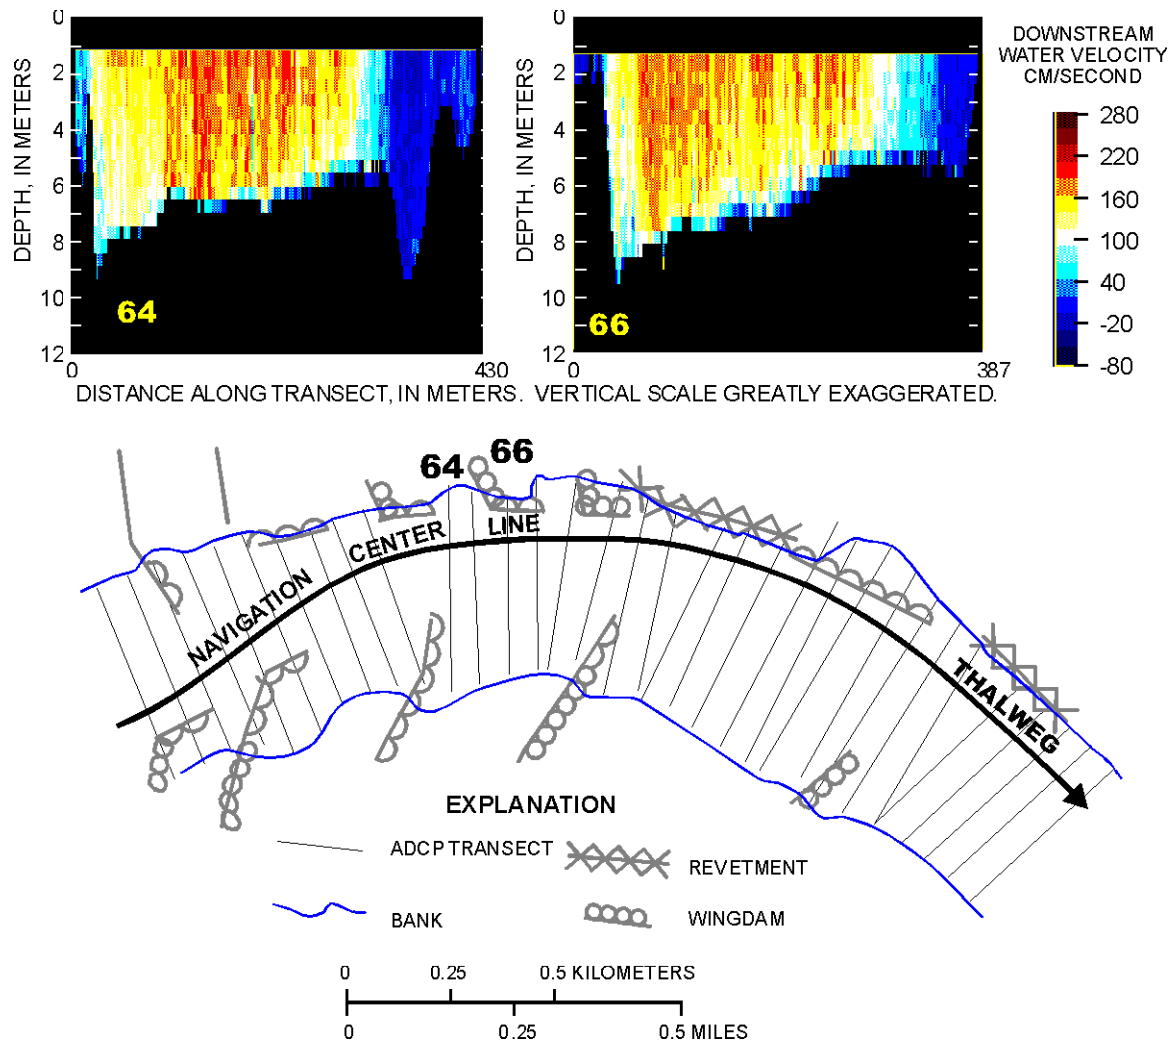 DOWNSTREAM
WATER VELOCITY
CM/SECOND
DEPTH, IN METERS
0
2
4
6
8
10
12
64
0
430
DEPTH, IN METERS
0
2
4
6
8
10
12
66
0
387
280
220
160
100
40
-20
-80
DISTANCE ALONG TRANSECT, IN METERS. VERTICAL SCALE GREATLY EXAGGERATED.
64 66
NAVIGATION CENTER LINE
THALWEG
EXPLANATION
ADCP TRANSECT
REVETMENT
BANK
WINGDAM
0 0.25 0.5 KILOMETERS
0 0.25 0.5 MILES